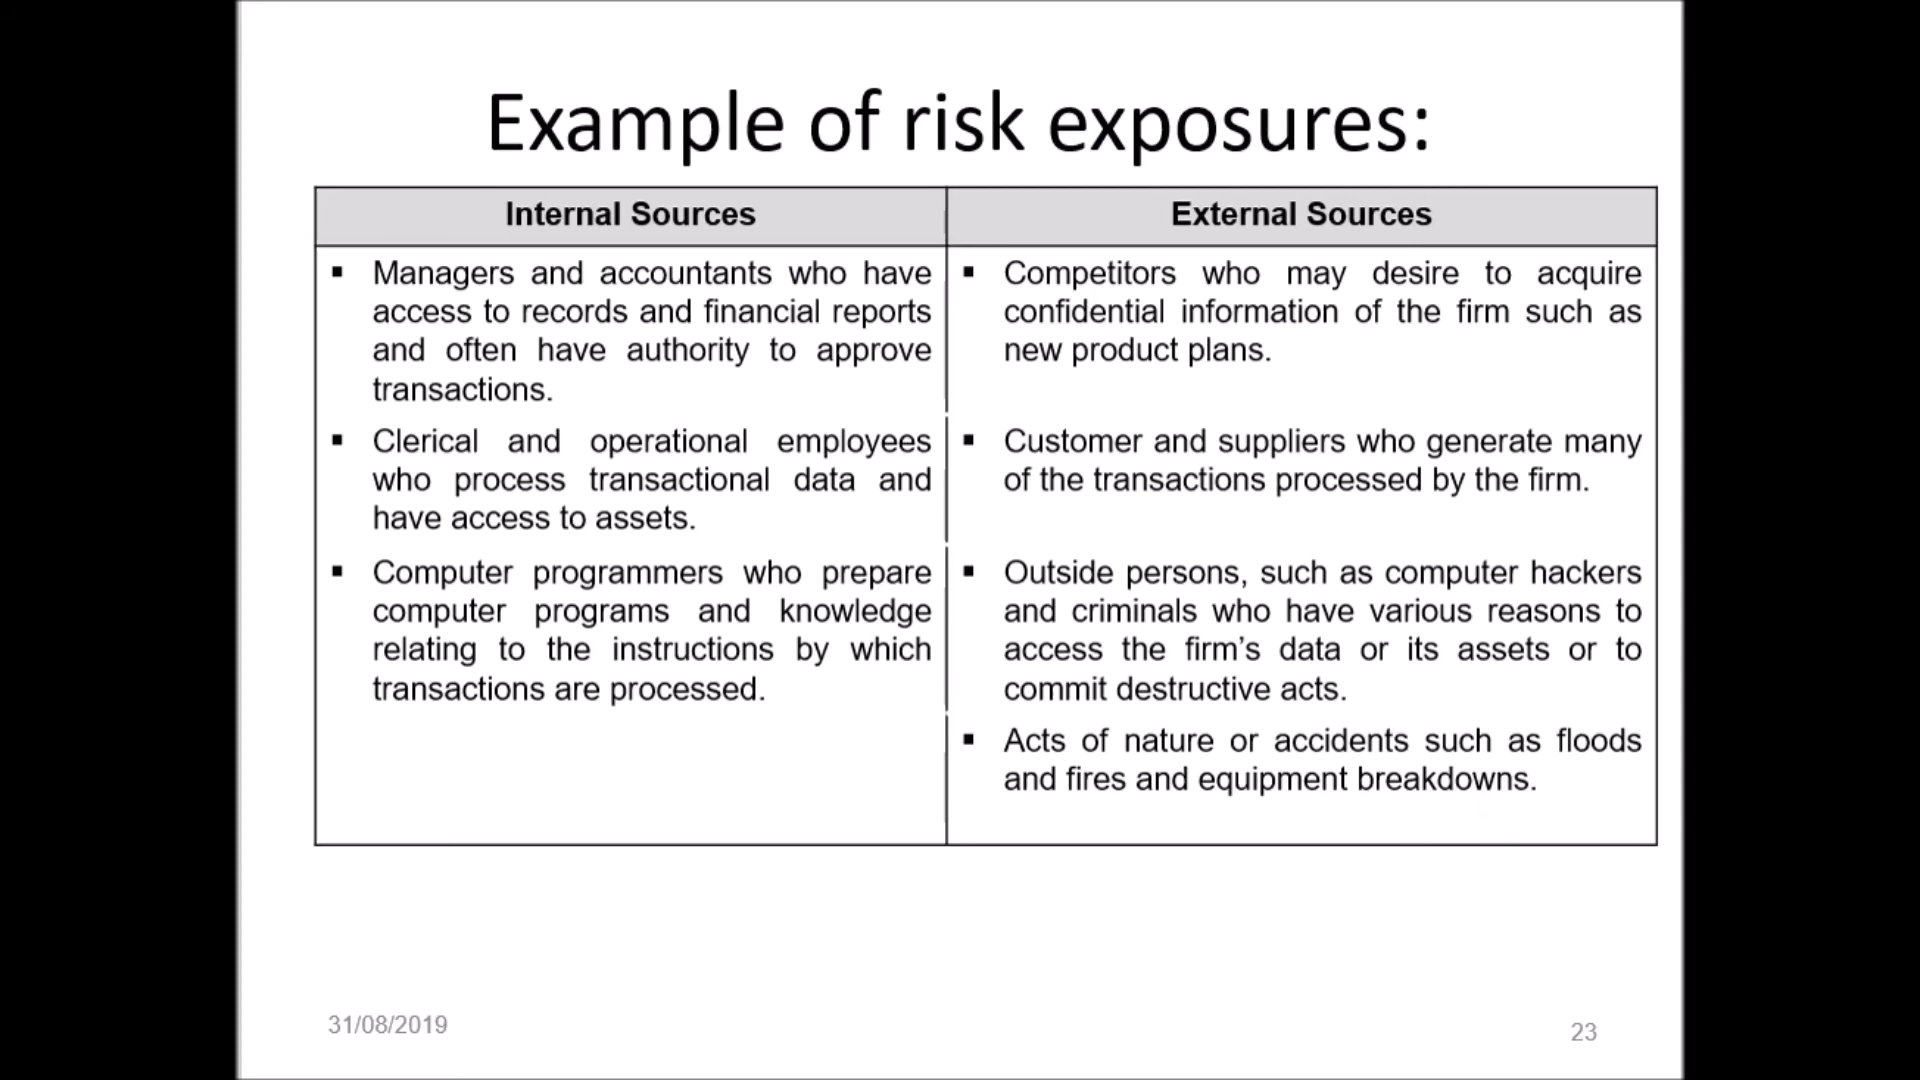 Example of risk exposures:
Internal Sources
External Sources
▪ Managers and accountants who have
access to records and financial reports
and often have authority to approve
transactions.
▪ Competitors who may desire to acquire
confidential information of the firm such as
new product plans.
▪ Clerical and operational employees
who process transactional data and
have access to assets.
▪ Customer and suppliers who generate many
of the transactions processed by the firm.
▪ Computer programmers who prepare
computer programs and knowledge
relating to the instructions by which
transactions are processed.
▪ Outside persons, such as computer hackers
and criminals who have various reasons to
access the firm’s data or its assets or to
commit destructive acts.
▪ Acts of nature or accidents such as floods
and fires and equipment breakdowns.
31/08/2019
23